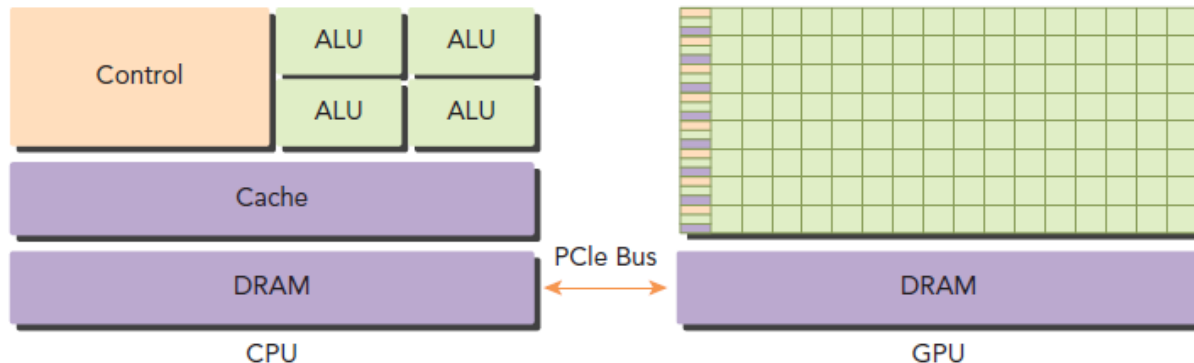 Control
ALU ALU
ALU ALU
Cache
DRAM
PCIe Bus
DRAM
CPU
GPU